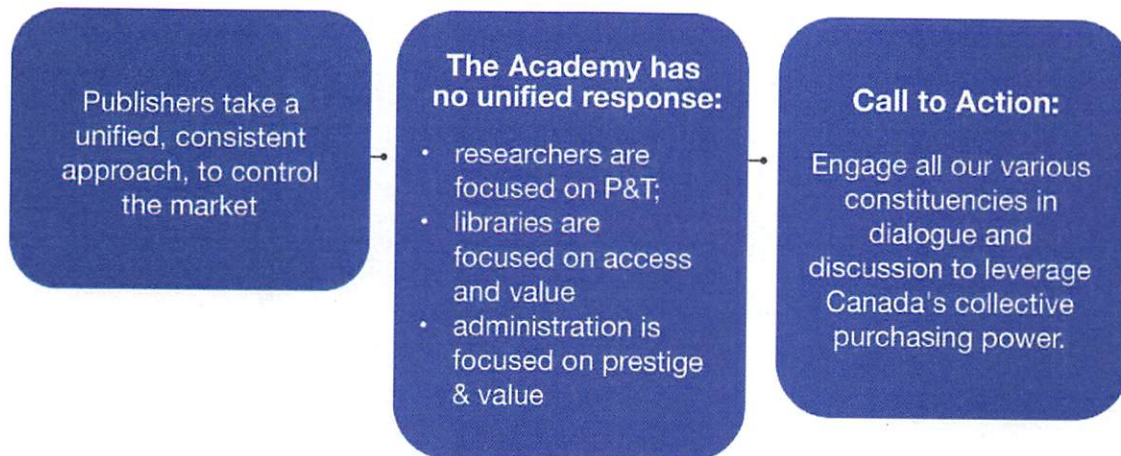 Publishers take a
unified, consistent
approach, to control
the market
The Academy has
no unified response:
• researchers are
focused on P&T;
• libraries are
focused on access
and value
• administration is
focused on prestige
& value
Call to Action:
Engage all our various
constituencies in
dialogue and
discussion to leverage
Canada's collective
purchasing power.